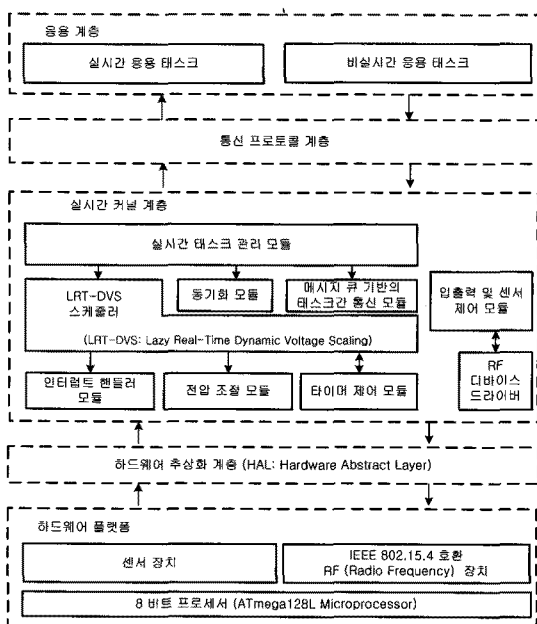 응용 계층
실시간 응용 태스크
비실시간 응용 태스크
통신 프로토콜 계층
실시간 커널 계층
실시간 태스크 관리 모듈
LRT-DVS
스케줄러
동기화 모듈
메시지 큐 기반의
태스크간 통신 모듈
입출력 및 센서
제어 모듈
(LRT-DVS: Lazy Real-Time Dynamic Voltage Scaling)
인터럽트 핸들러
모듈
전압 조절 모듈
타이머 제어 모듈
RF
디바이스
드라이버
하드웨어 추상화 계층 (HAL: Hardware Abstract Layer)
하드웨어 플랫폼
센서 장치
IEEE 802.15.4 호환
RF (Radio Frequency) 장치
8 비트 프로세서 (ATmega128L Microprocessor)